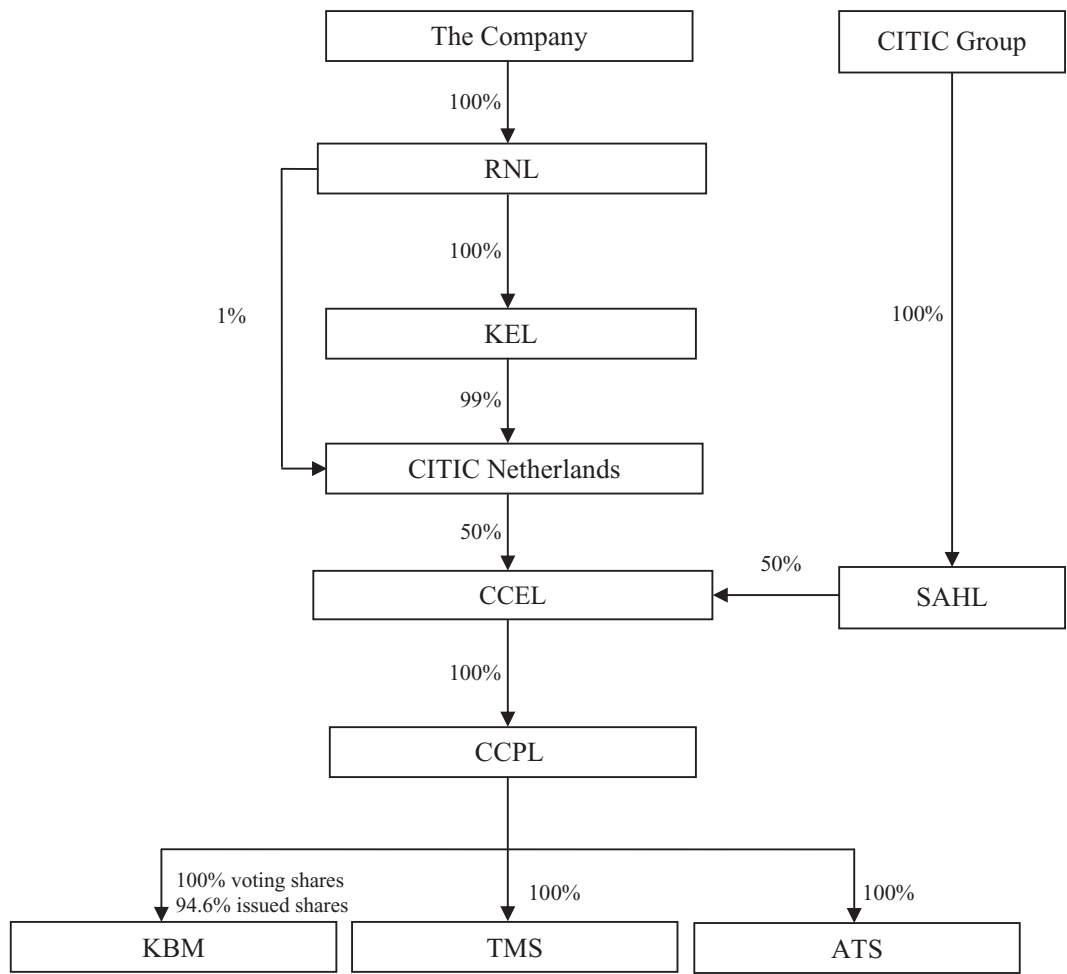 The Company
CITIC Group
100%
RNL
100%
1%
100%
KEL
99%
CITIC Netherlands
50%
50%
CCEL
SAHL
100%
CCPL
100% voting shares
94.6% issued shares
100%
100%
KBM
TMS
ATS